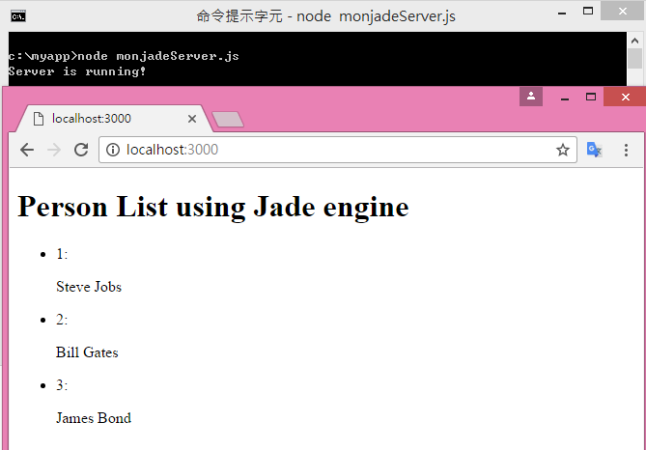 命令提示字元 - node  monjadeServer.js
c:\myapp>node monjadeServer.js
Server is running!
localhost:3000
localhost:3000
Person List using Jade engine
1:
Steve Jobs
2:
Bill Gates
3:
James Bond